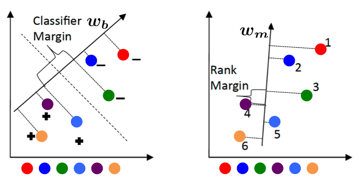 Classifier
Margin
w_b
−
−
−
+
+
+
w_m
1
2
3
Rank
Margin
4
5
6